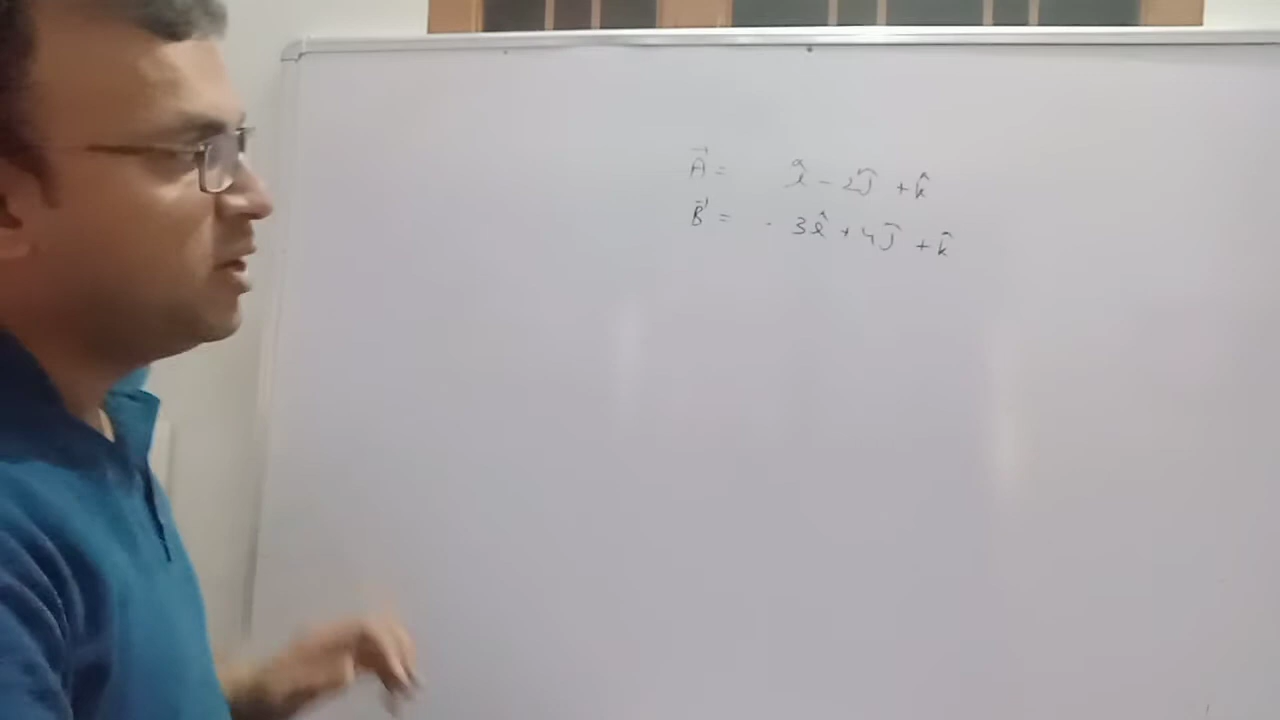 A⃗ = î - 2ĵ + k̂
B⃗ = - 3î + 4ĵ + k̂